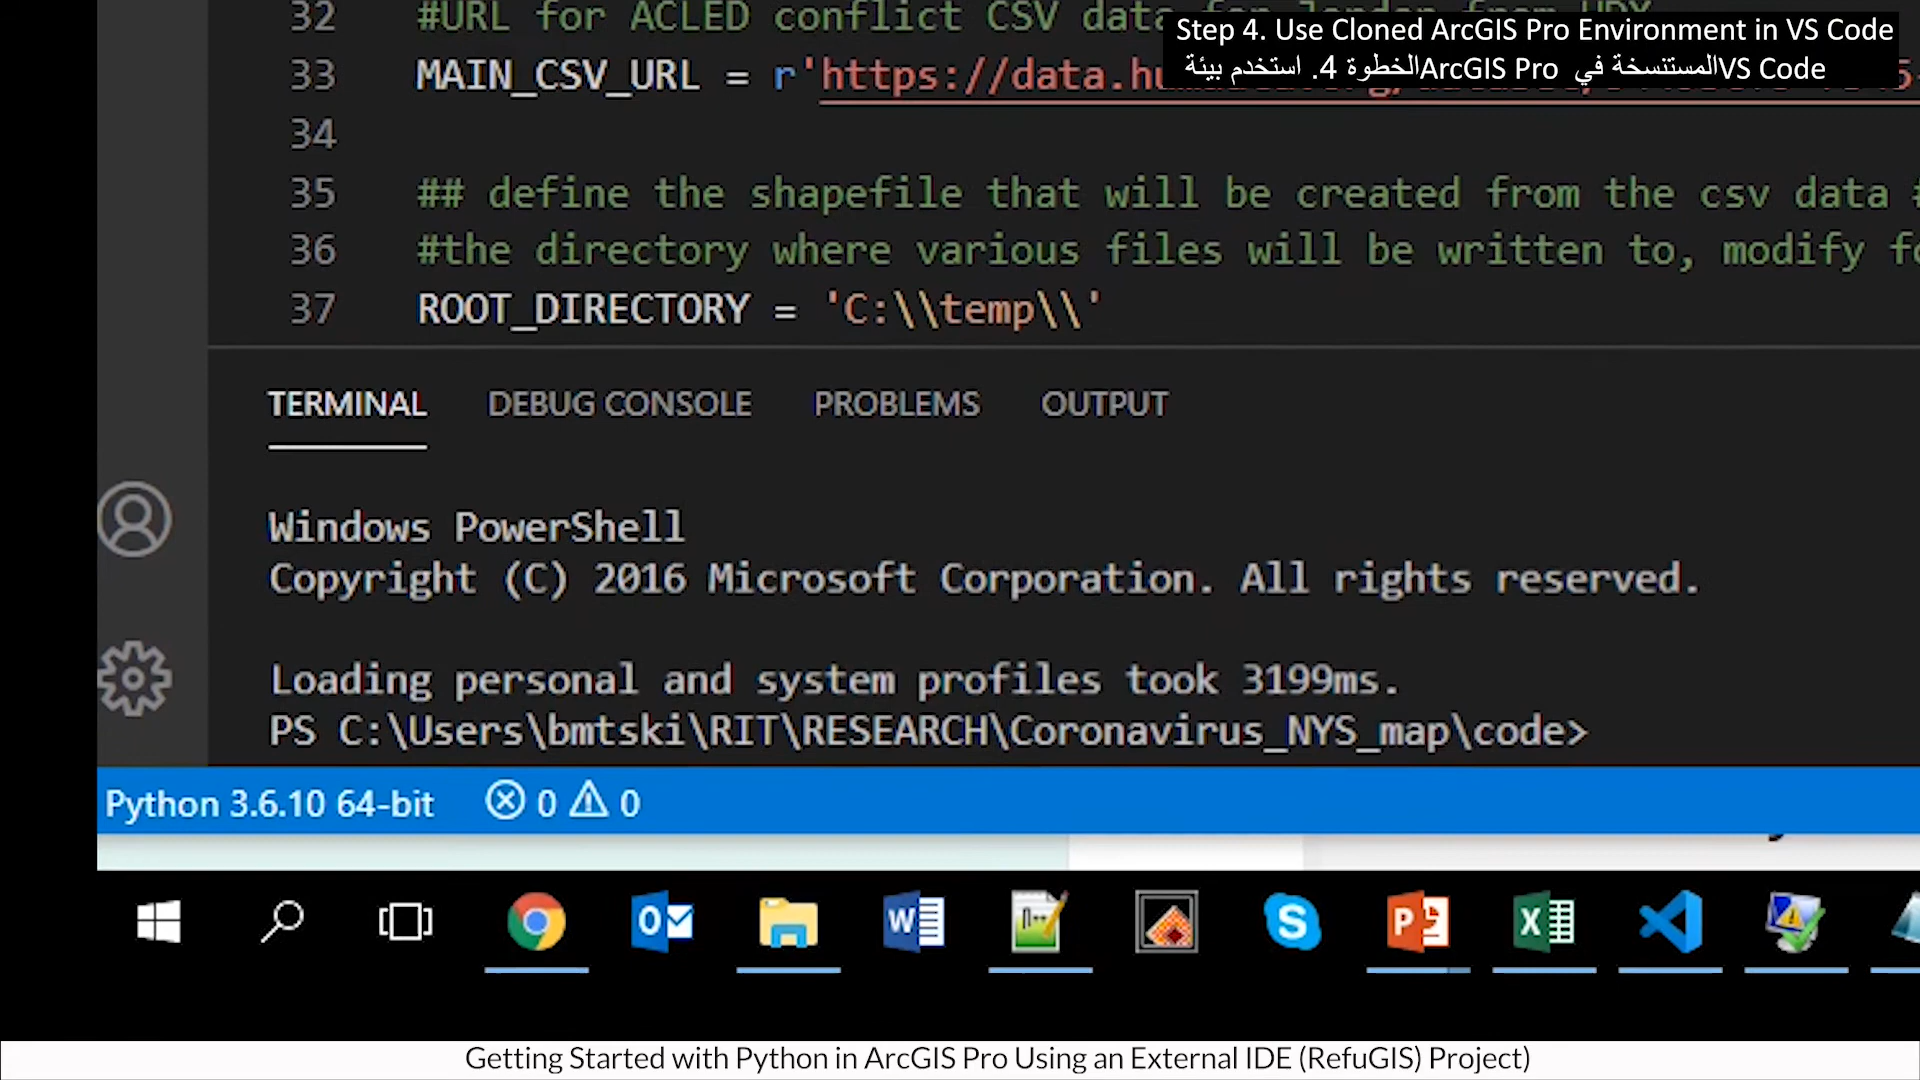 32 #URL for ACLED conflict CSV data
Step 4. Use Cloned ArcGIS Pro Environment in VS Code
الخطوة 4. استخدم بيئة ArcGIS Pro المستنسخة في VS Code
33 MAIN_CSV_URL = r'https://data.hu
34
35 ## define the shapefile that will be created from the csv data #
36 #the directory where various files will be written to, modify fo
37 ROOT_DIRECTORY = 'C:\\temp\\'
TERMINAL DEBUG CONSOLE PROBLEMS OUTPUT
Windows PowerShell
Copyright (C) 2016 Microsoft Corporation. All rights reserved.
Loading personal and system profiles took 3199ms.
PS C:\Users\bmtski\RIT\RESEARCH\Coronavirus_NYS_map\code>
Python 3.6.10 64-bit 0 0
Getting Started with Python in ArcGIS Pro Using an External IDE (RefuGIS) Project)